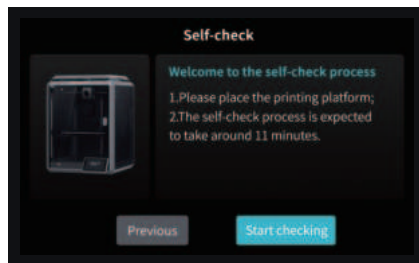 Self-check
Welcome to the self-check process
1.Please place the printing platform;
2.The self-check process is expected
to take around 11 minutes.
Previous
Start checking